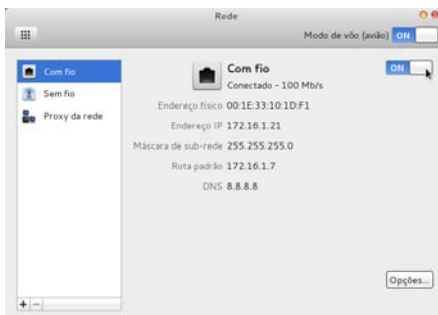 Rede
Modo de vôo (avião) ON
Com fio
Sem fio
Proxy da rede
Com fio ON
Conectado - 100 Mb/s
Endereço físico 00:1E:33:10:1D:F1
Endereço IP 172.16.1.21
Máscara de sub-rede 255.255.255.0
Rota padrão 172.16.1.7
DNS 8.8.8.8
Opções...
+ -